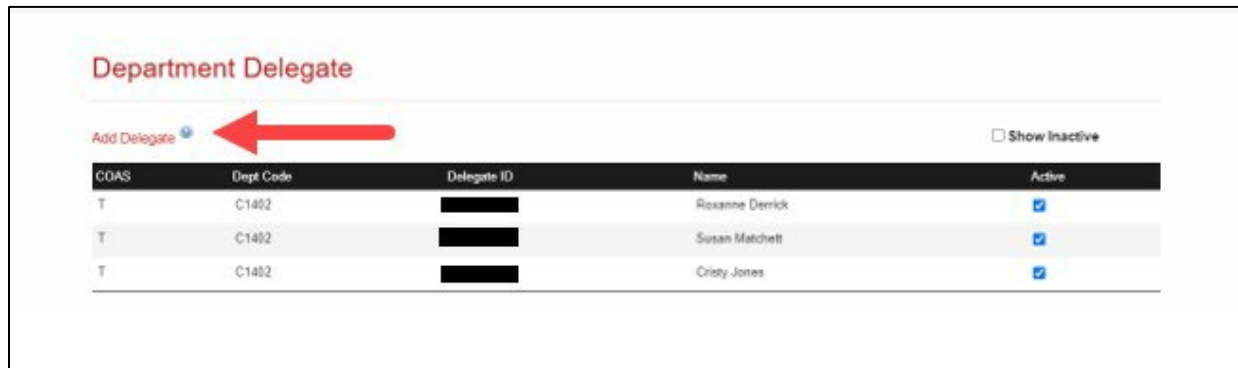 Department Delegate
Add Delegate
Show Inactive
COAS Dept Code Delegate ID Name Active
T C1402 Roxanne Derrick
T C1402 Susan Matchett
T C1402 Cristy Jones